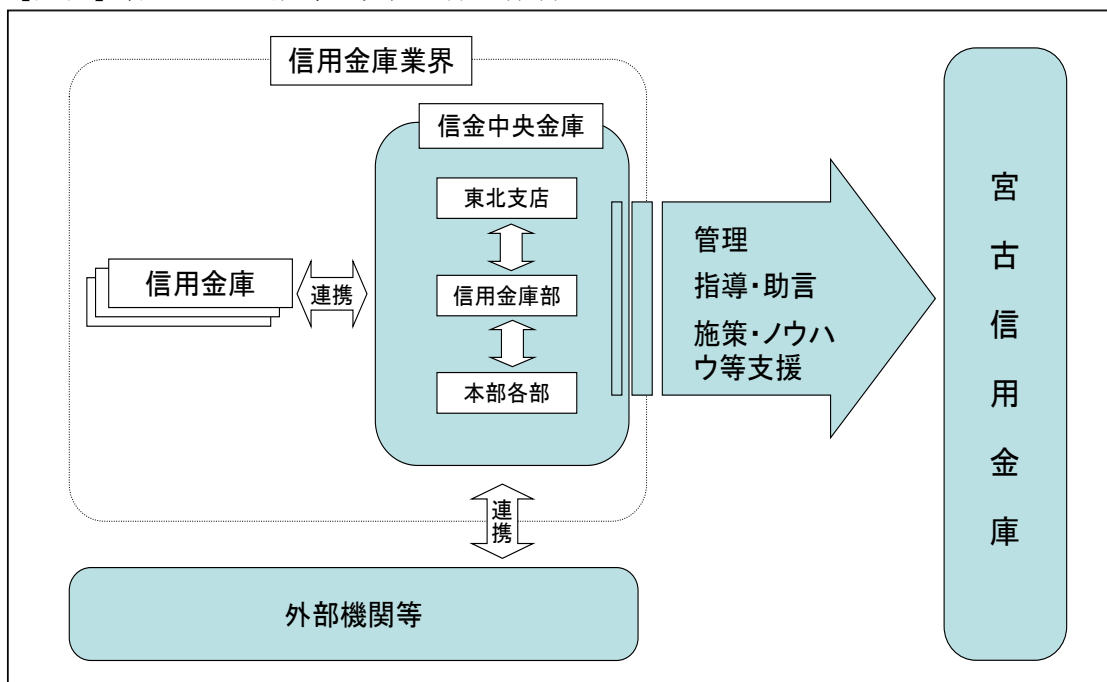 信用金庫業界
信金中央金庫
東北支店
信用金庫
連携
信用金庫部
本部各部
管理
指導・助言
施策・ノウハ
ウ等支援
宮古信用金庫
連携
外部機関等